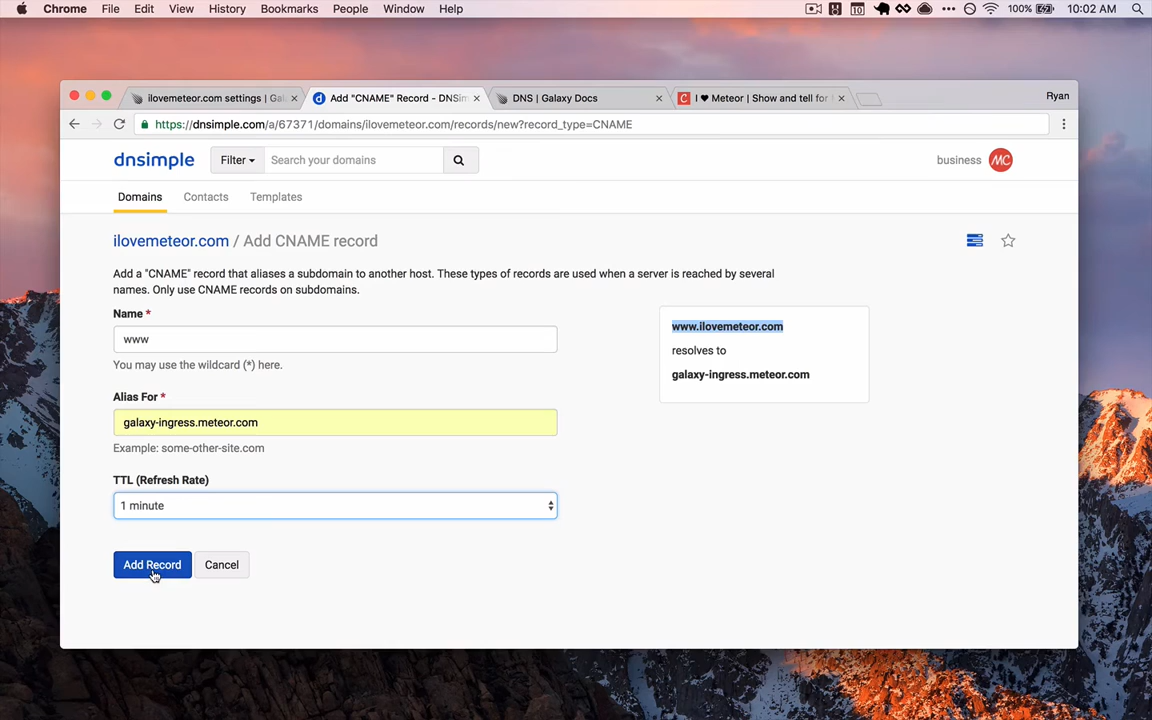 Chrome File Edit View History Bookmarks People Window Help 100% 10:02 AM
ilovemeteor.com settings | Gal
Add "CNAME" Record - DNSim
DNS | Galaxy Docs
I ♥ Meteor | Show and tell for
Ryan
https://dnsimple.com/a/67371/domains/ilovemeteor.com/records/new?record_type=CNAME
dnsimple Filter Search your domains business MC
Domains Contacts Templates
ilovemeteor.com / Add CNAME record
Add a "CNAME" record that aliases a subdomain to another host. These types of records are used when a server is reached by several
names. Only use CNAME records on subdomains.
Name *
www
You may use the wildcard (*) here.
Alias For *
galaxy-ingress.meteor.com
Example: some-other-site.com
TTL (Refresh Rate)
1 minute
Add Record Cancel
www.ilovemeteor.com
resolves to
galaxy-ingress.meteor.com